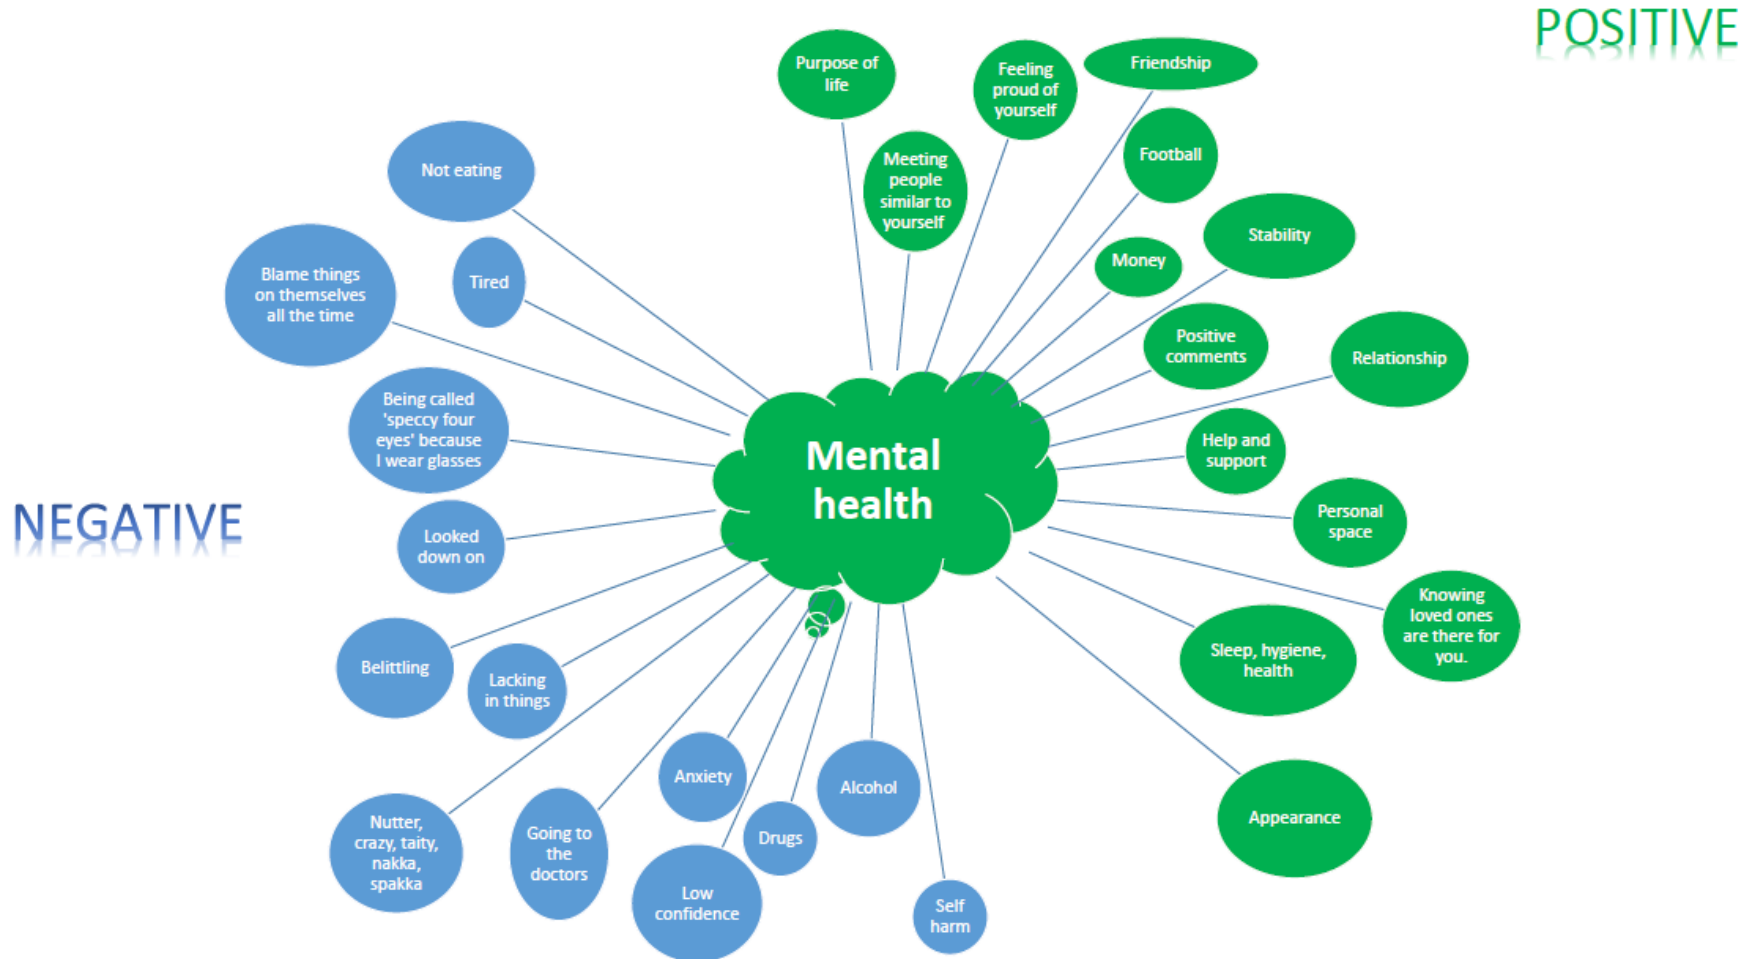 POSITIVE
Purpose of
life
Feeling
proud of
yourself
Friendship
Meeting
people
similar to
yourself
Football
Stability
Money
Positive
comments
Relationship
Help and
support
Personal
space
Knowing
loved ones
are there for
you.
Sleep, hygiene,
health
Appearance
Mental
health
NEGATIVE
Not eating
Tired
Blame things
on themselves
all the time
Being called
'speccy four
eyes' because
I wear glasses
Looked
down on
Belittling
Lacking
in things
Nutter,
crazy, taity,
nakka,
spakka
Going to
the
doctors
Anxiety
Low
confidence
Drugs
Alcohol
Self
harm